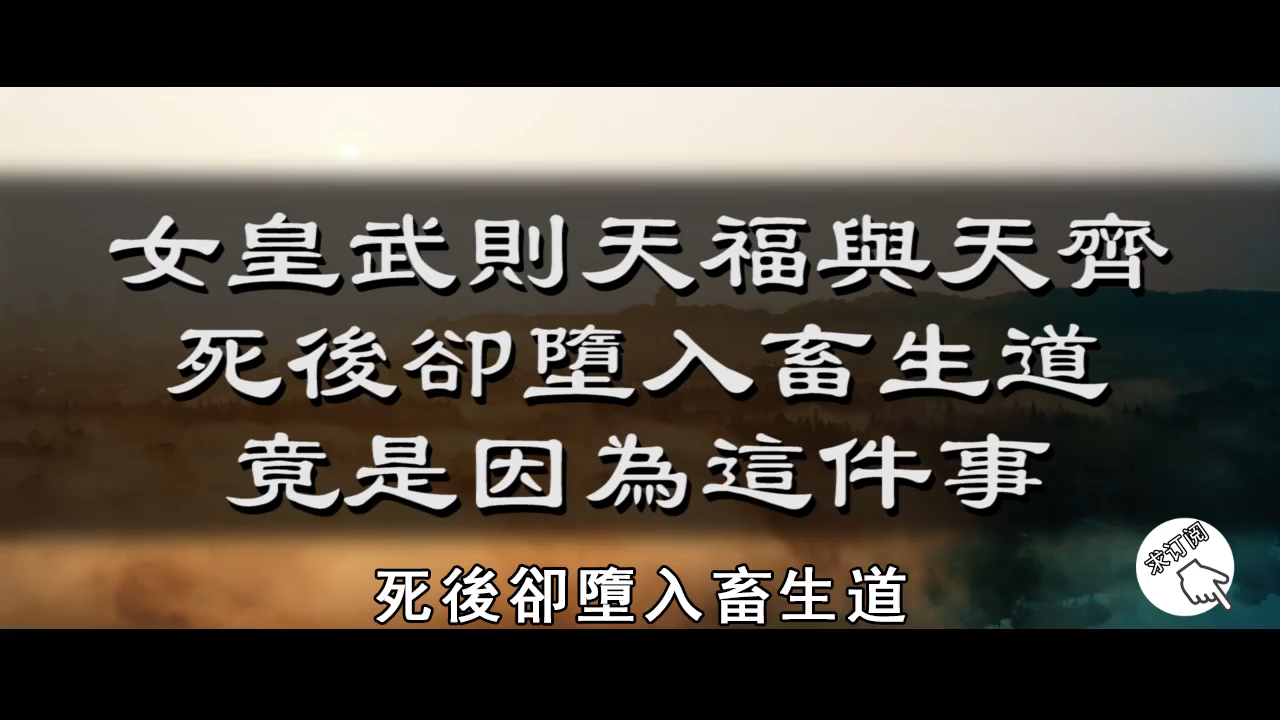 女皇武則天福與天齊
死後卻墮入畜生道
竟是因為這件事
求订阅
死後卻墮入畜生道